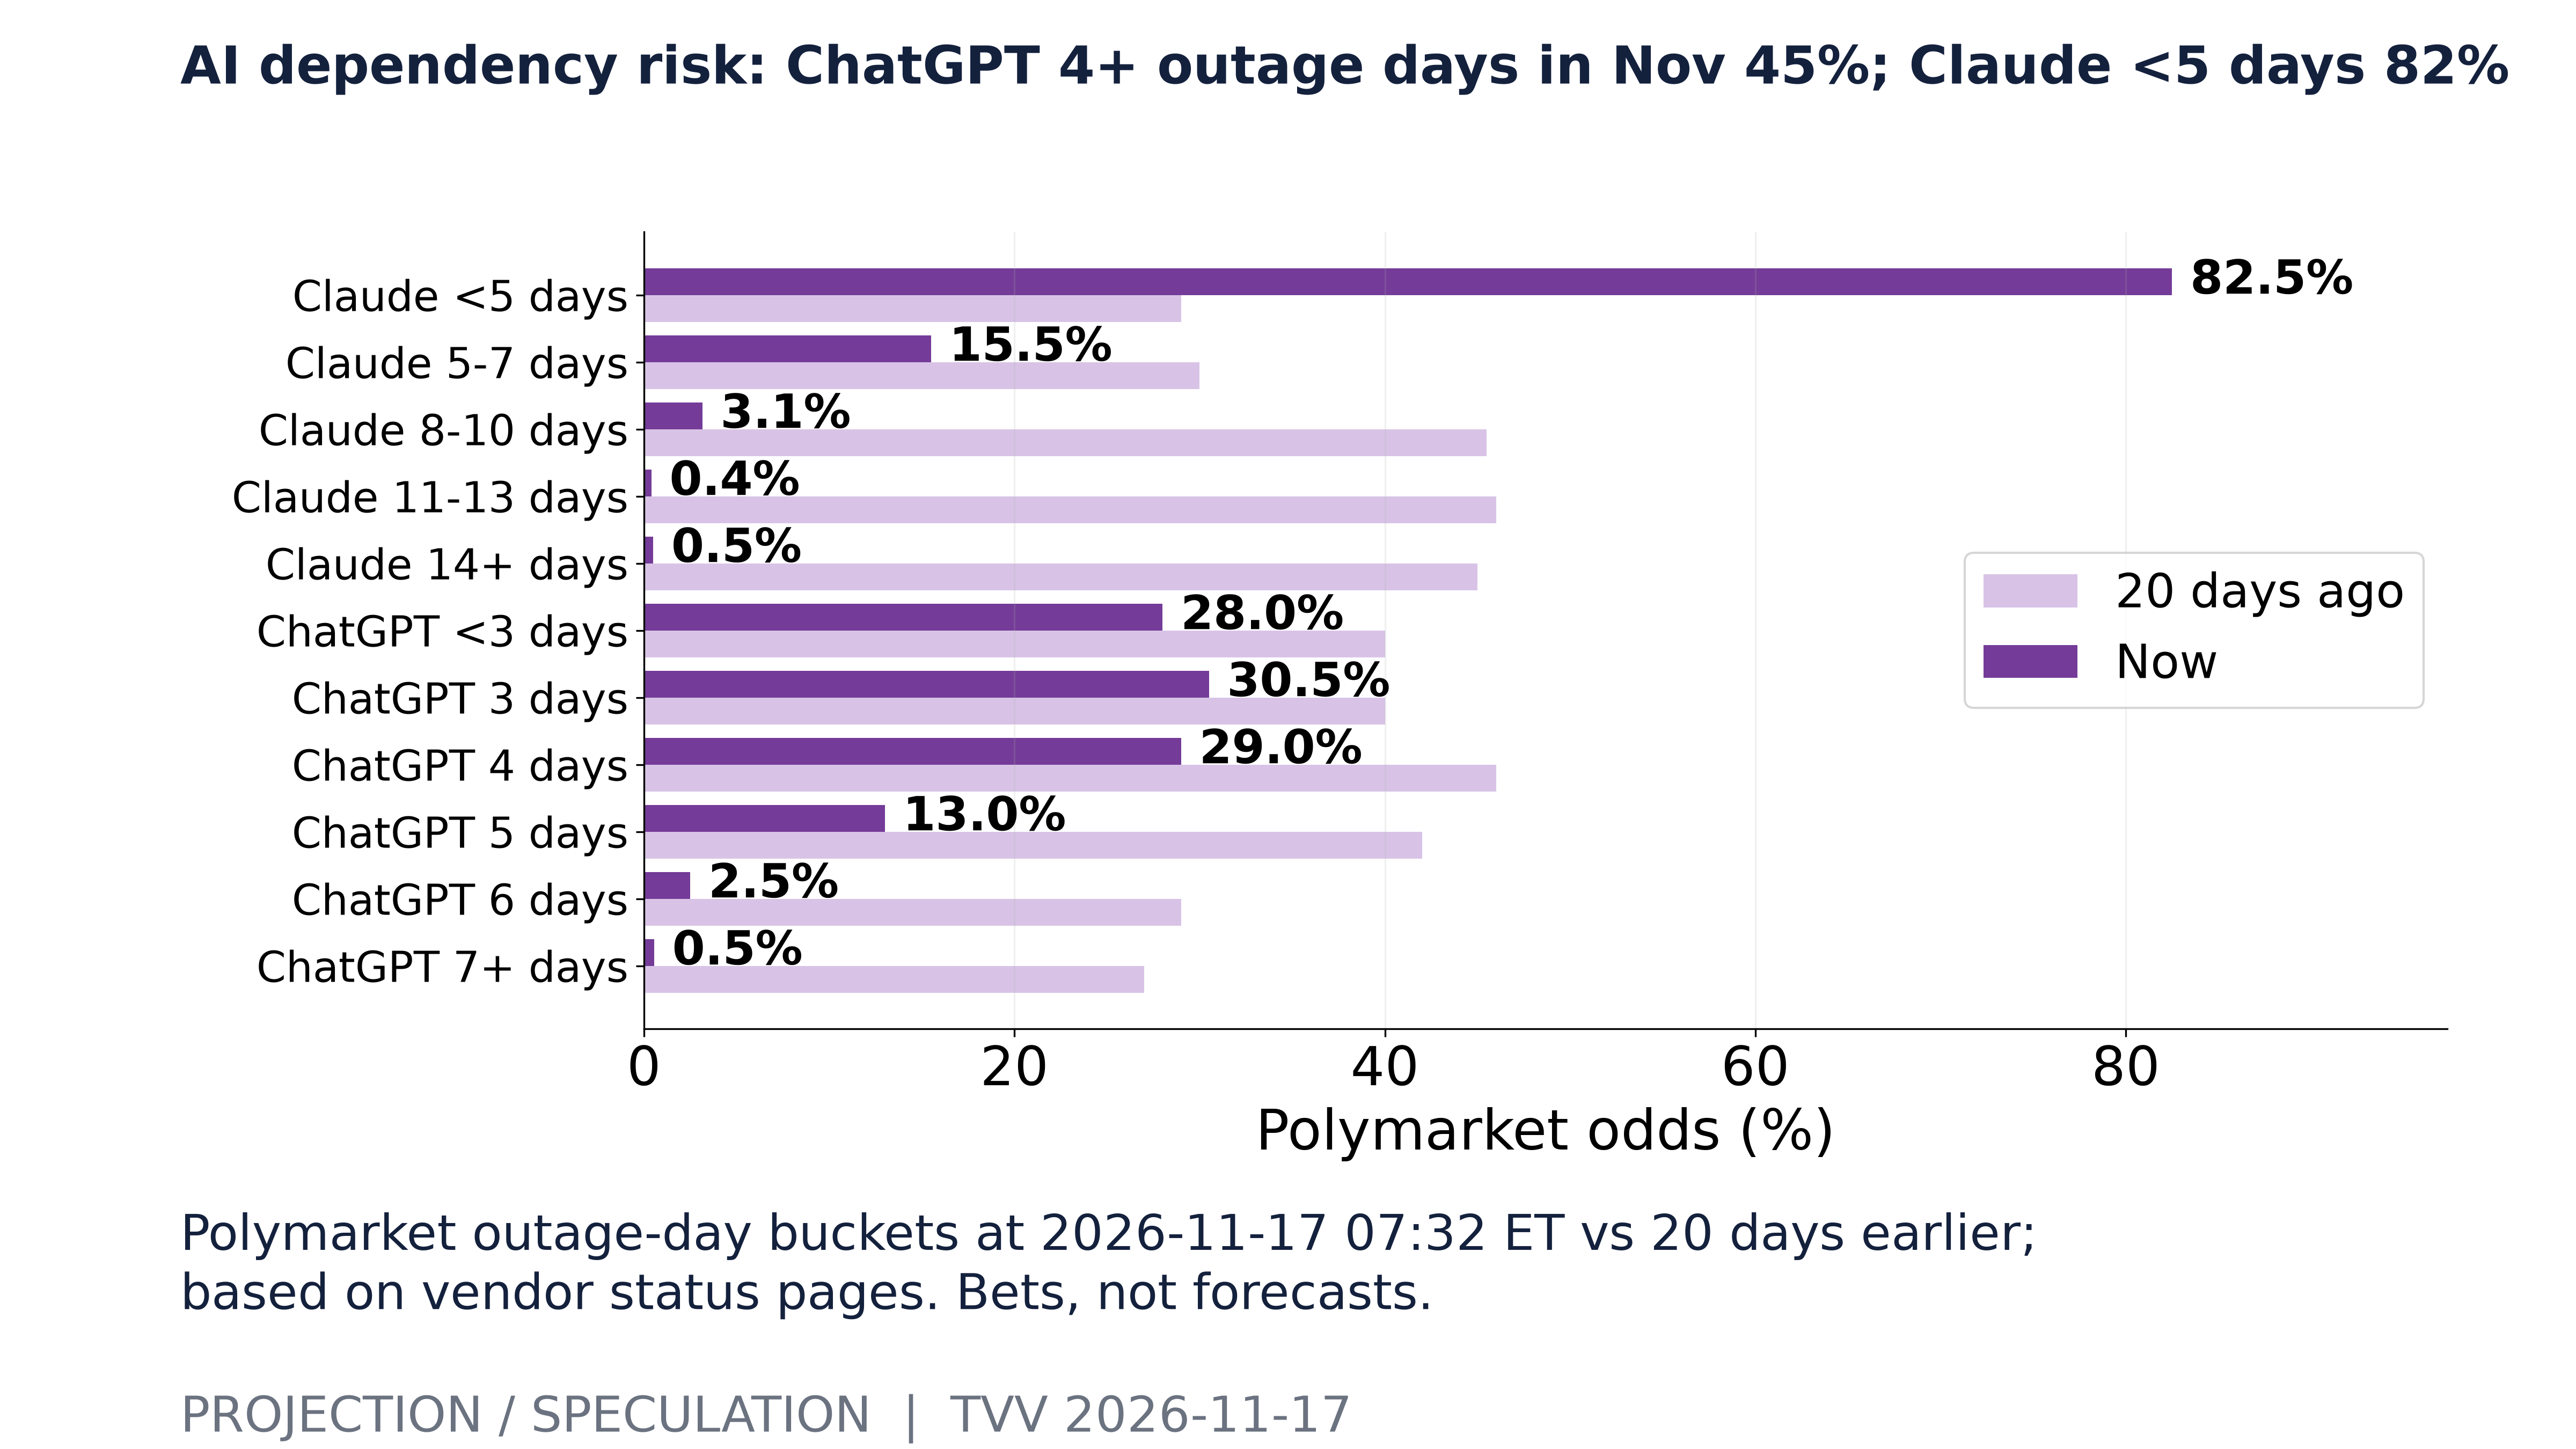 AI dependency risk: ChatGPT 4+ outage days in Nov 45%; Claude <5 days 82%
Claude <5 days
82.5%
Claude 5-7 days
15.5%
Claude 8-10 days
3.1%
Claude 11-13 days
0.4%
Claude 14+ days
0.5%
ChatGPT <3 days
28.0%
ChatGPT 3 days
30.5%
ChatGPT 4 days
29.0%
ChatGPT 5 days
13.0%
ChatGPT 6 days
2.5%
ChatGPT 7+ days
0.5%
20 days ago
Now
0 20 40 60 80
Polymarket odds (%)
Polymarket outage-day buckets at 2026-11-17 07:32 ET vs 20 days earlier;
based on vendor status pages. Bets, not forecasts.
PROJECTION / SPECULATION | TVV 2026-11-17